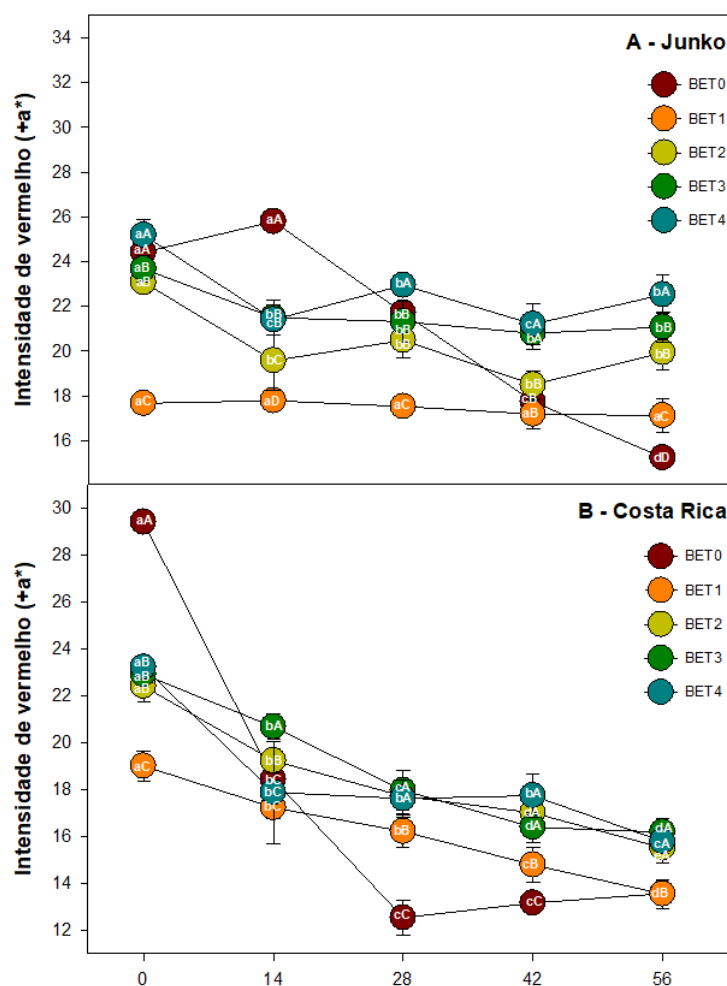 A - Junko
Intensidade de vermelho (+a*)
34
32
30
28
26
24
22
20
18
16
BET0
BET1
BET2
BET3
BET4
aA
aA
aB
aB
aC
aA
bB
cB
bC
aD
bA
bB
bB
bB
aC
cA
bA
bB
cB
aB
bA
bB
bB
aC
dD
B - Costa Rica
Intensidade de vermelho (+a*)
30
28
26
24
22
20
18
16
14
12
BET0
BET1
BET2
BET3
BET4
aA
aB
aB
aB
aC
bA
bB
bC
bC
bC
cA
bA
bB
cC
bA
dA
dA
cB
cC
dA
cA
dB
0 14 28 42 56